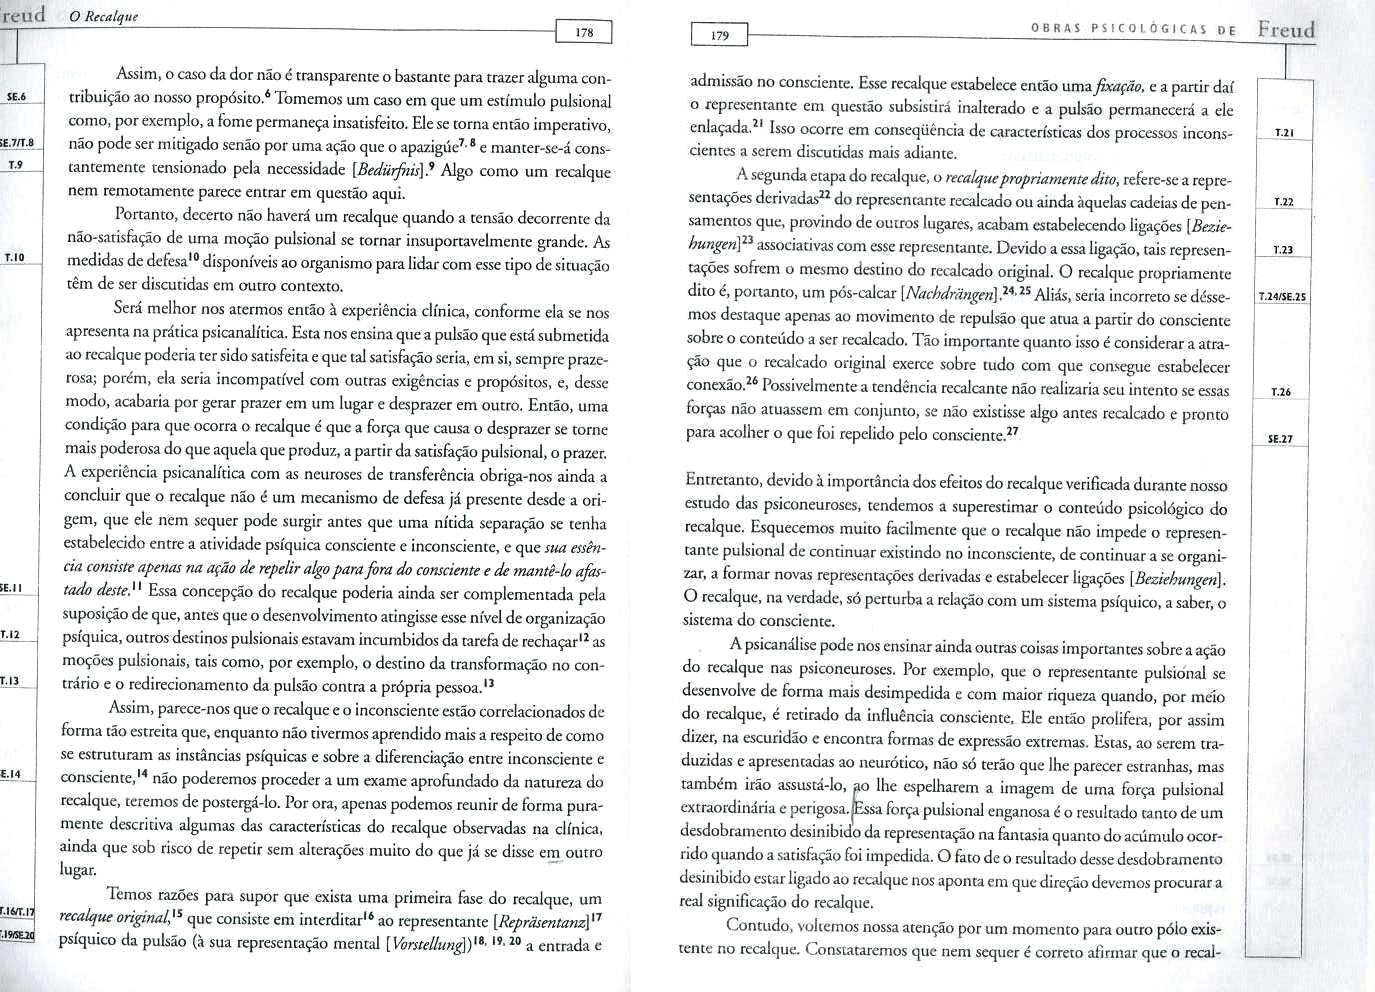 Freud O Recalque
178
SE.6
SE.7/T.8
T.9
T.10
SE.11
T.12
T.13
SE.14
T.16/T.17
T.19/SE.20
Assim, o caso da dor não é transparente o bastante para trazer alguma con-
tribuição ao nosso propósito.6 Tomemos um caso em que um estímulo pulsional
como, por exemplo, a fome permaneça insatisfeito. Ele se torna então imperativo,
não pode ser mitigado senão por uma ação que o apazigúe7, 8 e manter-se-á cons-
tantemente tensionado pela necessidade [Bedürfnis].9 Algo como um recalque
nem remotamente parece entrar em questão aqui.
Portanto, decerto não haverá um recalque quando a tensão decorrente da
não-satisfação de uma moção pulsional se tornar insuportavelmente grande. As
medidas de defesa10 disponíveis ao organismo para lidar com esse tipo de situação
têm de ser discutidas em outro contexto.
Será melhor nos atermos então à experiência clínica, conforme ela se nos
apresenta na prática psicanalítica. Esta nos ensina que a pulsão que está submetida
ao recalque poderia ter sido satisfeita e que tal satisfação seria, em si, sempre praze-
rosa; porém, ela seria incompatível com outras exigências e propósitos, e, desse
modo, acabaria por gerar prazer em um lugar e desprazer em outro. Então, uma
condição para que ocorra o recalque é que a força que causa o desprazer se torne
mais poderosa do que aquela que produz, a partir da satisfação pulsional, o prazer.
A experiência psicanalítica com as neuroses de transferência obriga-nos ainda a
concluir que o recalque não é um mecanismo de defesa já presente desde a ori-
gem, que ele nem sequer pode surgir antes que uma nítida separação se tenha
estabelecido entre a atividade psíquica consciente e inconsciente, e que sua essên-
cia consiste apenas na ação de repelir algo para fora do consciente e de mantê-lo afas-
tado deste.11 Essa concepção do recalque poderia ainda ser complementada pela
suposição de que, antes que o desenvolvimento atingisse esse nível de organização
psíquica, outros destinos pulsionais estavam incumbidos da tarefa de rechaçar12 as
moções pulsionais, tais como, por exemplo, o destino da transformação no con-
trário e o redirecionamento da pulsão contra a própria pessoa.13
Assim, parece-nos que o recalque e o inconsciente estão correlacionados de
forma tão estreita que, enquanto não tivermos aprendido mais a respeito de como
se estruturam as instâncias psíquicas e sobre a diferenciação entre inconsciente e
consciente,14 não poderemos proceder a um exame aprofundado da natureza do
recalque, teremos de postergá-lo. Por ora, apenas podemos reunir de forma pura-
mente descritiva algumas das características do recalque observadas na clínica,
ainda que sob risco de repetir sem alterações muito do que já se disse em outro
lugar.
Temos razões para supor que exista uma primeira fase do recalque, um
recalque original,15 que consiste em interditar16 ao representante [Repräsentanz]17
psíquico da pulsão (à sua representação mental [Vorstellung])18, 19, 20 a entrada e
179
OBRAS PSICOLÓGICAS DE Freud
admissão no consciente. Esse recalque estabelece então uma fixação, e a partir daí
o representante em questão subsistirá inalterado e a pulsão permanecerá a ele
enlaçada.21 Isso ocorre em conseqüência de características dos processos incons-
cientes a serem discutidas mais adiante.
A segunda etapa do recalque, o recalque propriamente dito, refere-se a repre-
sentações derivadas22 do representante recalcado ou ainda àquelas cadeias de pen-
samentos que, provindo de outros lugares, acabam estabelecendo ligações [Bezie-
hungen]23 associativas com esse representante. Devido a essa ligação, tais represen-
tações sofrem o mesmo destino do recalcado original. O recalque propriamente
dito é, portanto, um pós-calcar [Nachdrängen].24, 25 Aliás, seria incorreto se désse-
mos destaque apenas ao movimento de repulsão que atua a partir do consciente
sobre o conteúdo a ser recalcado. Tão importante quanto isso é considerar a atra-
ção que o recalcado original exerce sobre tudo com que consegue estabelecer
conexão.26 Possivelmente a tendência recalcante não realizaria seu intento se essas
forças não atuassem em conjunto, se não existisse algo antes recalcado e pronto
para acolher o que foi repelido pelo consciente.27
Entretanto, devido à importância dos efeitos do recalque verificada durante nosso
estudo das psiconeuroses, tendemos a superestimar o conteúdo psicológico do
recalque. Esquecemos muito facilmente que o recalque não impede o represen-
tante pulsional de continuar existindo no inconsciente, de continuar a se organi-
zar, a formar novas representações derivadas e estabelecer ligações [Beziehungen].
O recalque, na verdade, só perturba a relação com um sistema psíquico, a saber, o
sistema do consciente.
A psicanálise pode nos ensinar ainda outras coisas importantes sobre a ação
do recalque nas psiconeuroses. Por exemplo, que o representante pulsional se
desenvolve de forma mais desimpedida e com maior riqueza quando, por meio
do recalque, é retirado da influência consciente, Ele então prolifera, por assim
dizer, na escuridão e encontra formas de expressão extremas. Estas, ao serem tra-
duzidas e apresentadas ao neurótico, não só terão que lhe parecer estranhas, mas
também irão assustá-lo, ao lhe espelharem a imagem de uma força pulsional
extraordinária e perigosa. Essa força pulsional enganosa é o resultado tanto de um
desdobramento desinibido da representação na fantasia quanto do acúmulo ocor-
rido quando a satisfação foi impedida. O fato de o resultado desse desdobramento
desinibido estar ligado ao recalque nos aponta em que direção devemos procurar a
real significação do recalque.
Contudo, voltemos nossa atenção por um momento para outro pólo exis-
tente no recalque. Constataremos que nem sequer é correto afirmar que o recal-
T.21
T.22
T.23
T.24/SE.25
T.26
SE.27